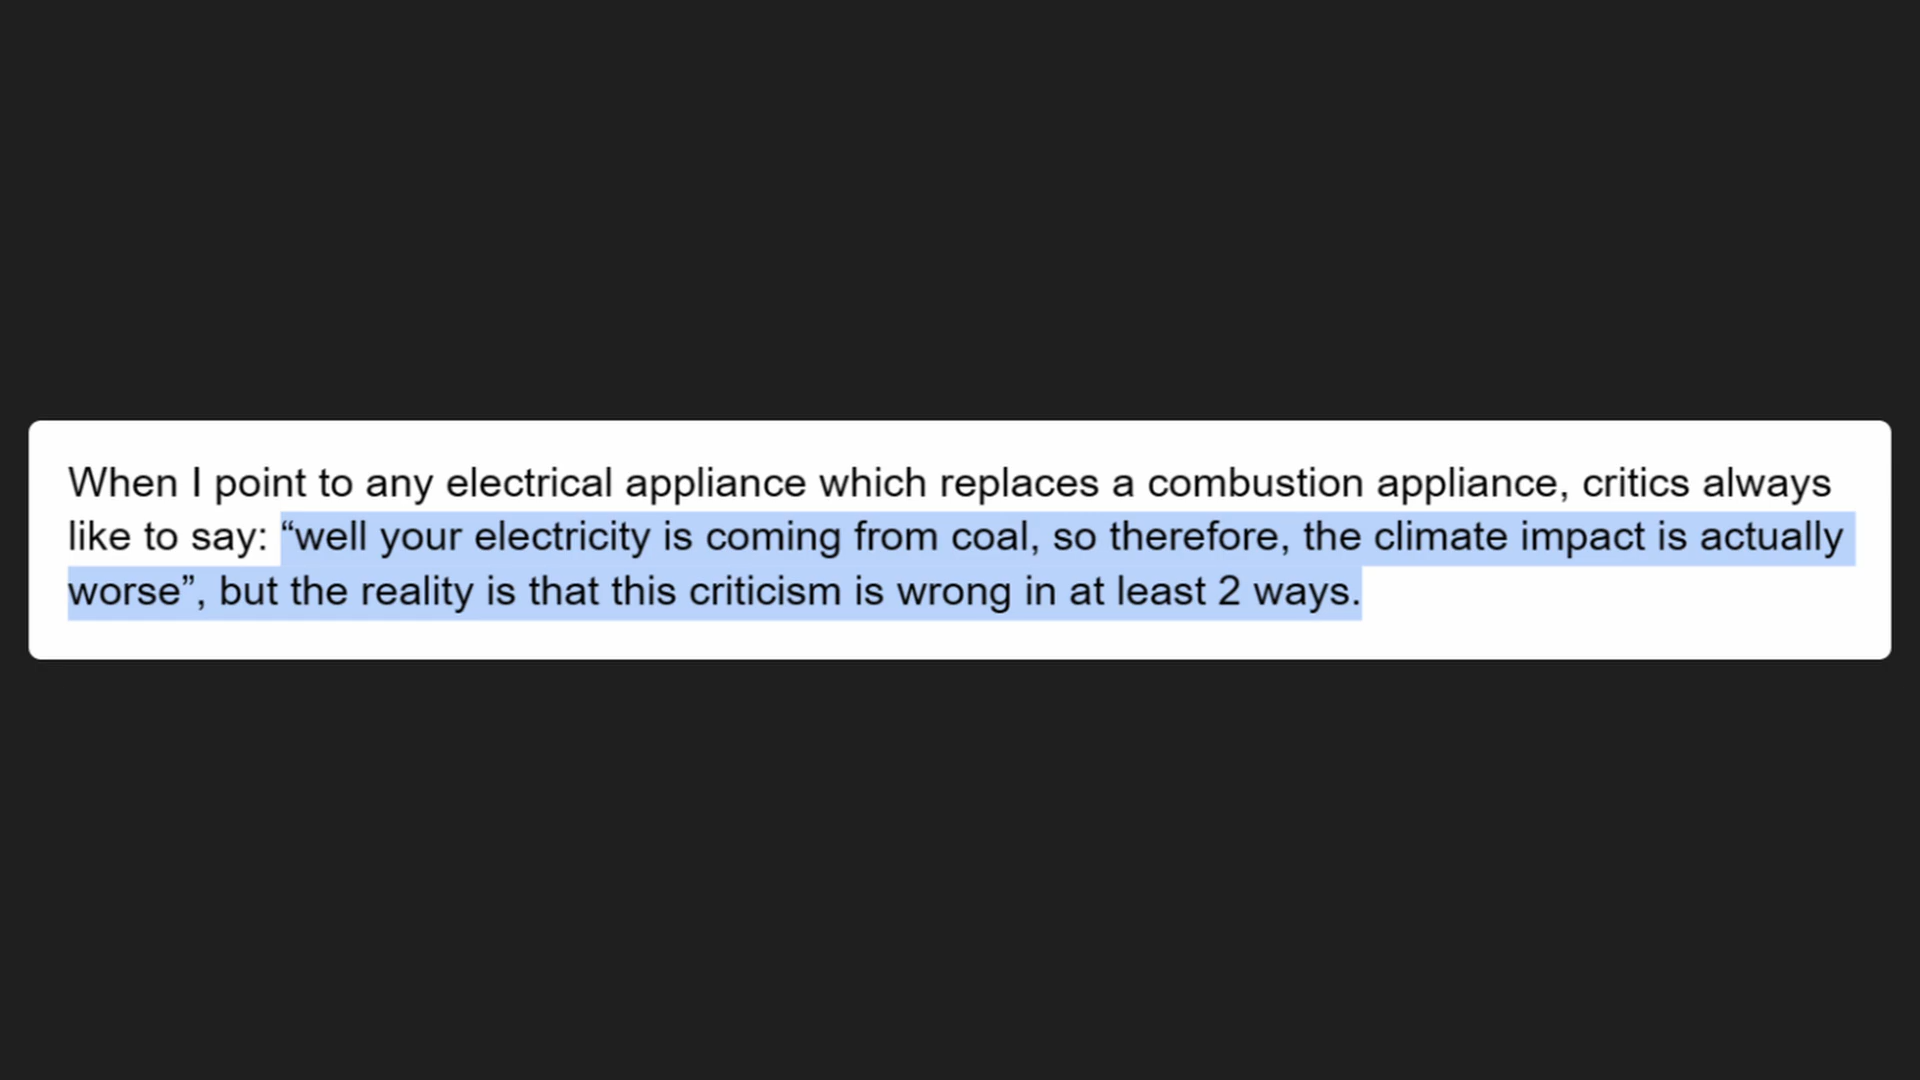 When I point to any electrical appliance which replaces a combustion appliance, critics always
like to say: “well your electricity is coming from coal, so therefore, the climate impact is actually
worse”, but the reality is that this criticism is wrong in at least 2 ways.